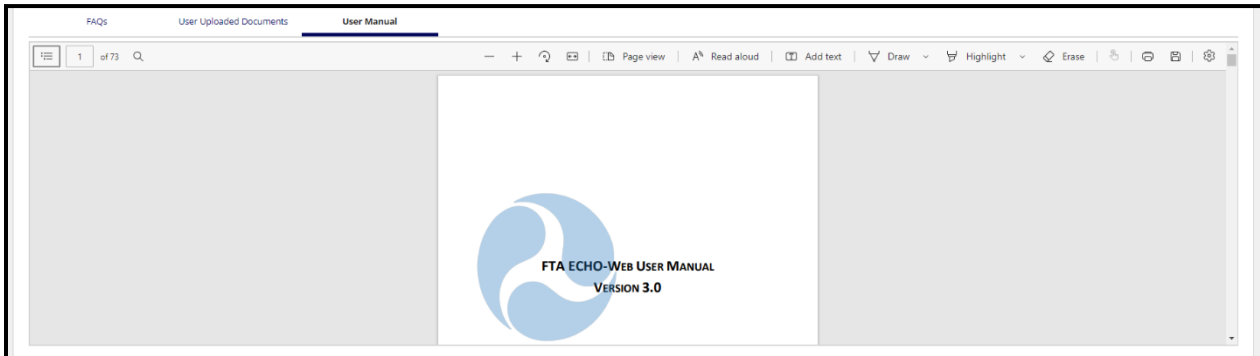 FAQs User Uploaded Documents User Manual
1 of 73 Page view A Read aloud Add text Draw Highlight Erase
FTA ECHO-WEB USER MANUAL
VERSION 3.0